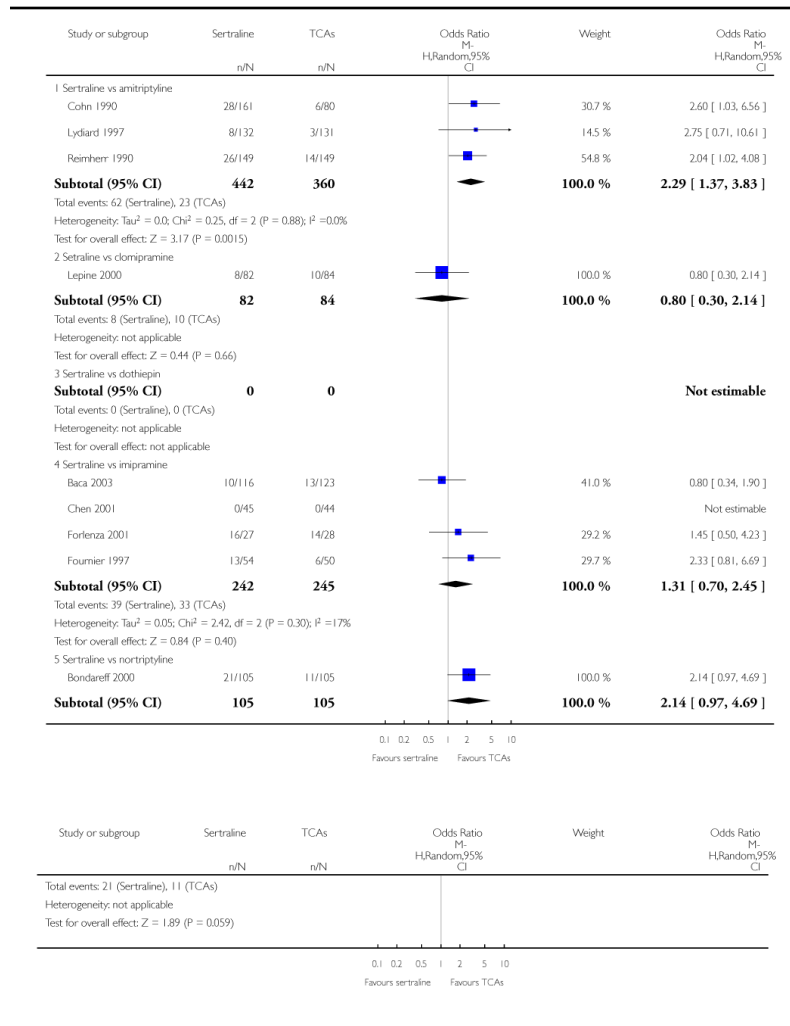 Study or subgroup Sertraline TCAs Odds Ratio Weight Odds Ratio
M- M-
H,Random,95% H,Random,95%
n/N n/N CI CI
1 Sertraline vs amitriptyline
Cohn 1990 28/161 6/80 30.7 % 2.60 [ 1.03, 6.56 ]
Lydiard 1997 8/132 3/131 14.5 % 2.75 [ 0.71, 10.61 ]
Reimherr 1990 26/149 14/149 54.8 % 2.04 [ 1.02, 4.08 ]
Subtotal (95% CI) 442 360 100.0 % 2.29 [ 1.37, 3.83 ]
Total events: 62 (Sertraline), 23 (TCAs)
Heterogeneity: Tau² = 0.0; Chi² = 0.25, df = 2 (P = 0.88); I² =0.0%
Test for overall effect: Z = 3.17 (P = 0.0015)
2 Setraline vs clomipramine
Lepine 2000 8/82 10/84 100.0 % 0.80 [ 0.30, 2.14 ]
Subtotal (95% CI) 82 84 100.0 % 0.80 [ 0.30, 2.14 ]
Total events: 8 (Sertraline), 10 (TCAs)
Heterogeneity: not applicable
Test for overall effect: Z = 0.44 (P = 0.66)
3 Sertraline vs dothiepin
Subtotal (95% CI) 0 0 Not estimable
Total events: 0 (Sertraline), 0 (TCAs)
Heterogeneity: not applicable
Test for overall effect: not applicable
4 Sertraline vs imipramine
Baca 2003 10/116 13/123 41.0 % 0.80 [ 0.34, 1.90 ]
Chen 2001 0/45 0/44 Not estimable
Forlenza 2001 16/27 14/28 29.2 % 1.45 [ 0.50, 4.23 ]
Fournier 1997 13/54 6/50 29.7 % 2.33 [ 0.81, 6.69 ]
Subtotal (95% CI) 242 245 100.0 % 1.31 [ 0.70, 2.45 ]
Total events: 39 (Sertraline), 33 (TCAs)
Heterogeneity: Tau² = 0.05; Chi² = 2.42, df = 2 (P = 0.30); I² =17%
Test for overall effect: Z = 0.84 (P = 0.40)
5 Sertraline vs nortriptyline
Bondareff 2000 21/105 11/105 100.0 % 2.14 [ 0.97, 4.69 ]
Subtotal (95% CI) 105 105 100.0 % 2.14 [ 0.97, 4.69 ]
0.1 0.2 0.5 1 2 5 10
Favours sertraline Favours TCAs
Study or subgroup Sertraline TCAs Odds Ratio Weight Odds Ratio
M- M-
H,Random,95% H,Random,95%
n/N n/N CI CI
Total events: 21 (Sertraline), 11 (TCAs)
Heterogeneity: not applicable
Test for overall effect: Z = 1.89 (P = 0.059)
0.1 0.2 0.5 1 2 5 10
Favours sertraline Favours TCAs